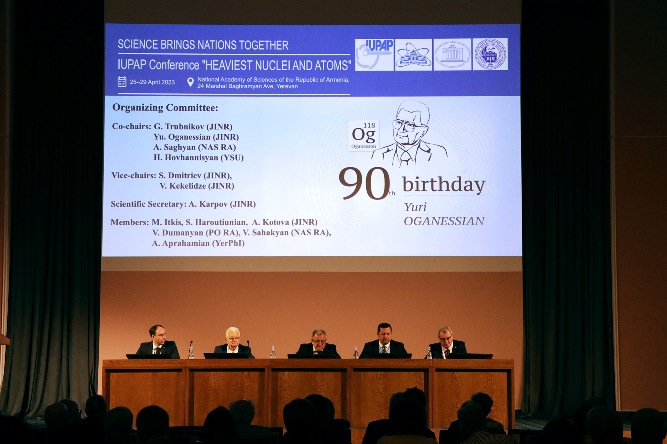 SCIENCE BRINGS NATIONS TOGETHER
IUPAP Conference "HEAVIEST NUCLEI AND ATOMS"
25–29 April 2023
National Academy of Sciences of the Republic of Armenia,
24 Marshal Baghramyan Ave, Yerevan
IUPAP
Organizing Committee:
Co-chairs: G. Trubnikov (JINR)
Yu. Oganessian (JINR)
A. Saghyan (NAS RA)
H. Hovhannisyan (YSU)
Vice-chairs: S. Dmitriev (JINR),
V. Kekelidze (JINR)
Scientific Secretary: A. Karpov (JINR)
Members: M. Itkis, S. Haroutiunian, A. Kotova (JINR)
V. Dumanyan (PO RA), V. Sahakyan (NAS RA),
A. Aprahamian (YerPhI)
118
Og
Oganesson
90th birthday
Yuri
OGANESSIAN